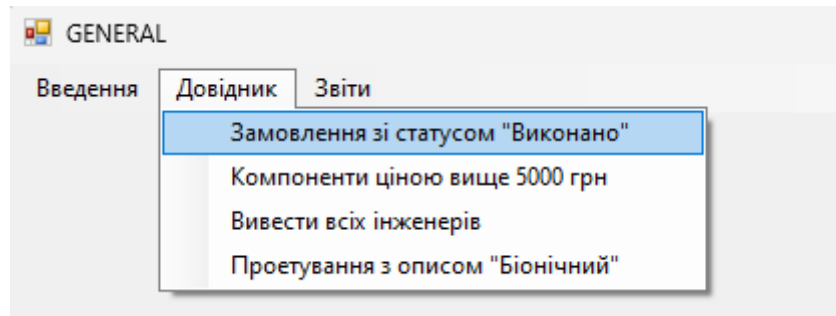 GENERAL
Введення Довідник Звіти
Замовлення зі статусом "Виконано"
Компоненти ціною вище 5000 грн
Вивести всіх інженерів
Проетування з описом "Біонічний"